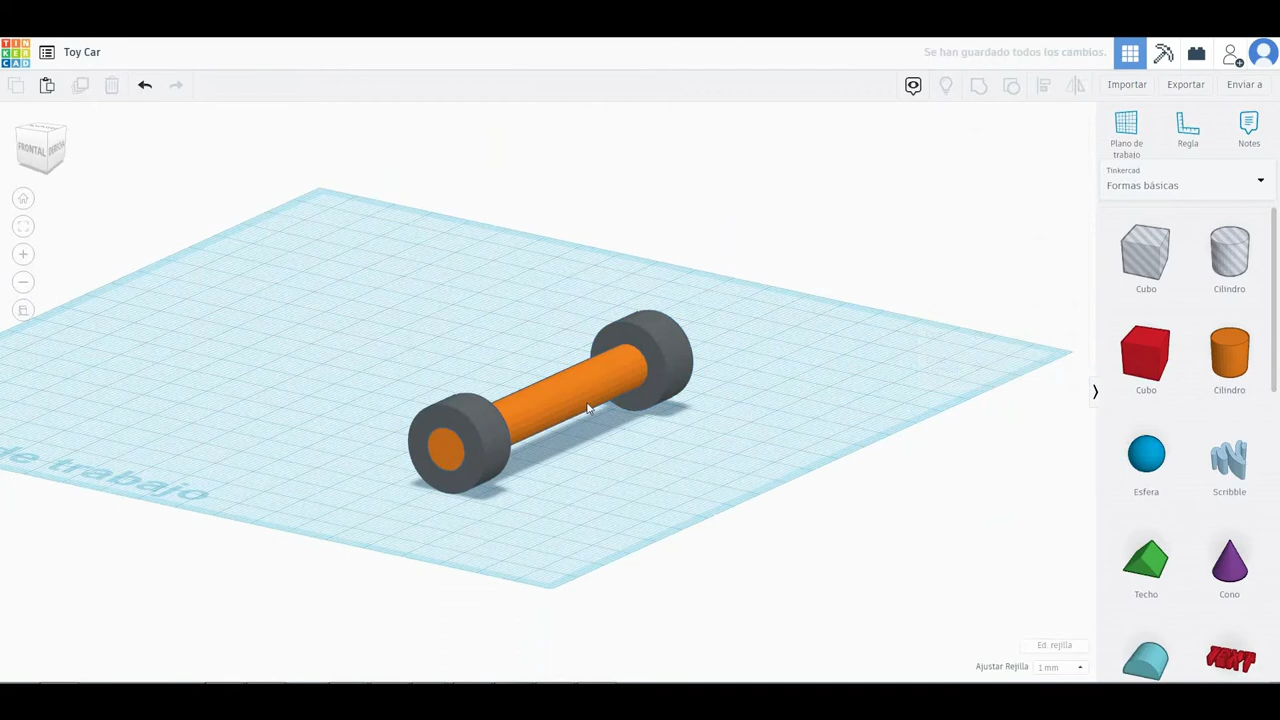 TIN
KER
CAD
Toy Car
Se han guardado todos los cambios.
Importar
Exportar
Enviar a
FRONTAL
DERECHA
Plano de
trabajo
Regla
Notes
Tinkercad
Formas básicas
Cubo
Cilindro
Cubo
Cilindro
Esfera
Scribble
Techo
Cono
TEXT
de trabajo
Ed. rejilla
Ajustar Rejilla
1 mm